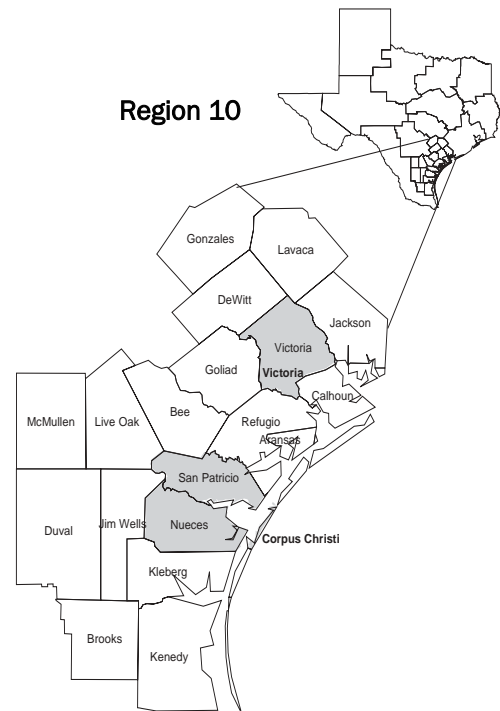 Region 10
Gonzales
Lavaca
DeWitt
Jackson
Victoria
Victoria
Goliad
Calhoun
McMullen
Live Oak
Bee
Refugio
Aransas
San Patricio
Duval
Jim Wells
Nueces
Corpus Christi
Kleberg
Brooks
Kenedy